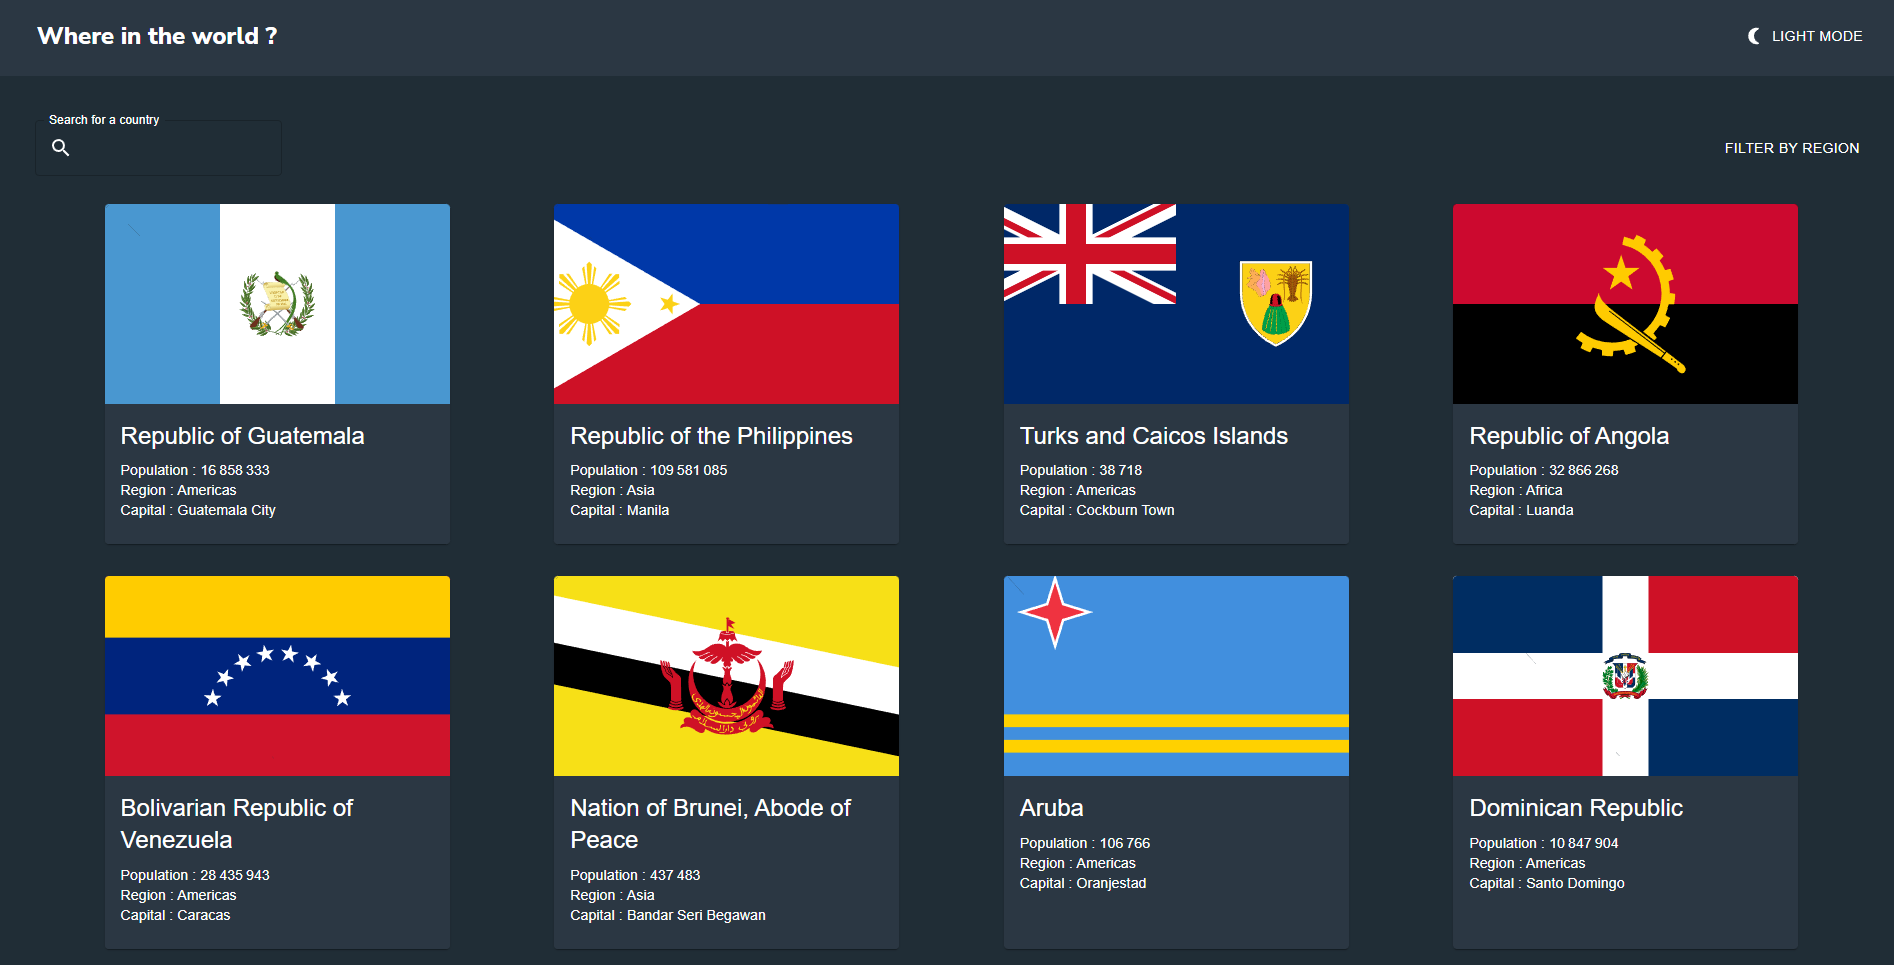 Where in the world ?
LIGHT MODE
Search for a country
FILTER BY REGION
Republic of Guatemala
Population : 16 858 333
Region : Americas
Capital : Guatemala City
Republic of the Philippines
Population : 109 581 085
Region : Asia
Capital : Manila
Turks and Caicos Islands
Population : 38 718
Region : Americas
Capital : Cockburn Town
Republic of Angola
Population : 32 866 268
Region : Africa
Capital : Luanda
Bolivarian Republic of
Venezuela
Population : 28 435 943
Region : Americas
Capital : Caracas
Nation of Brunei, Abode of
Peace
Population : 437 483
Region : Asia
Capital : Bandar Seri Begawan
Aruba
Population : 106 766
Region : Americas
Capital : Oranjestad
Dominican Republic
Population : 10 847 904
Region : Americas
Capital : Santo Domingo